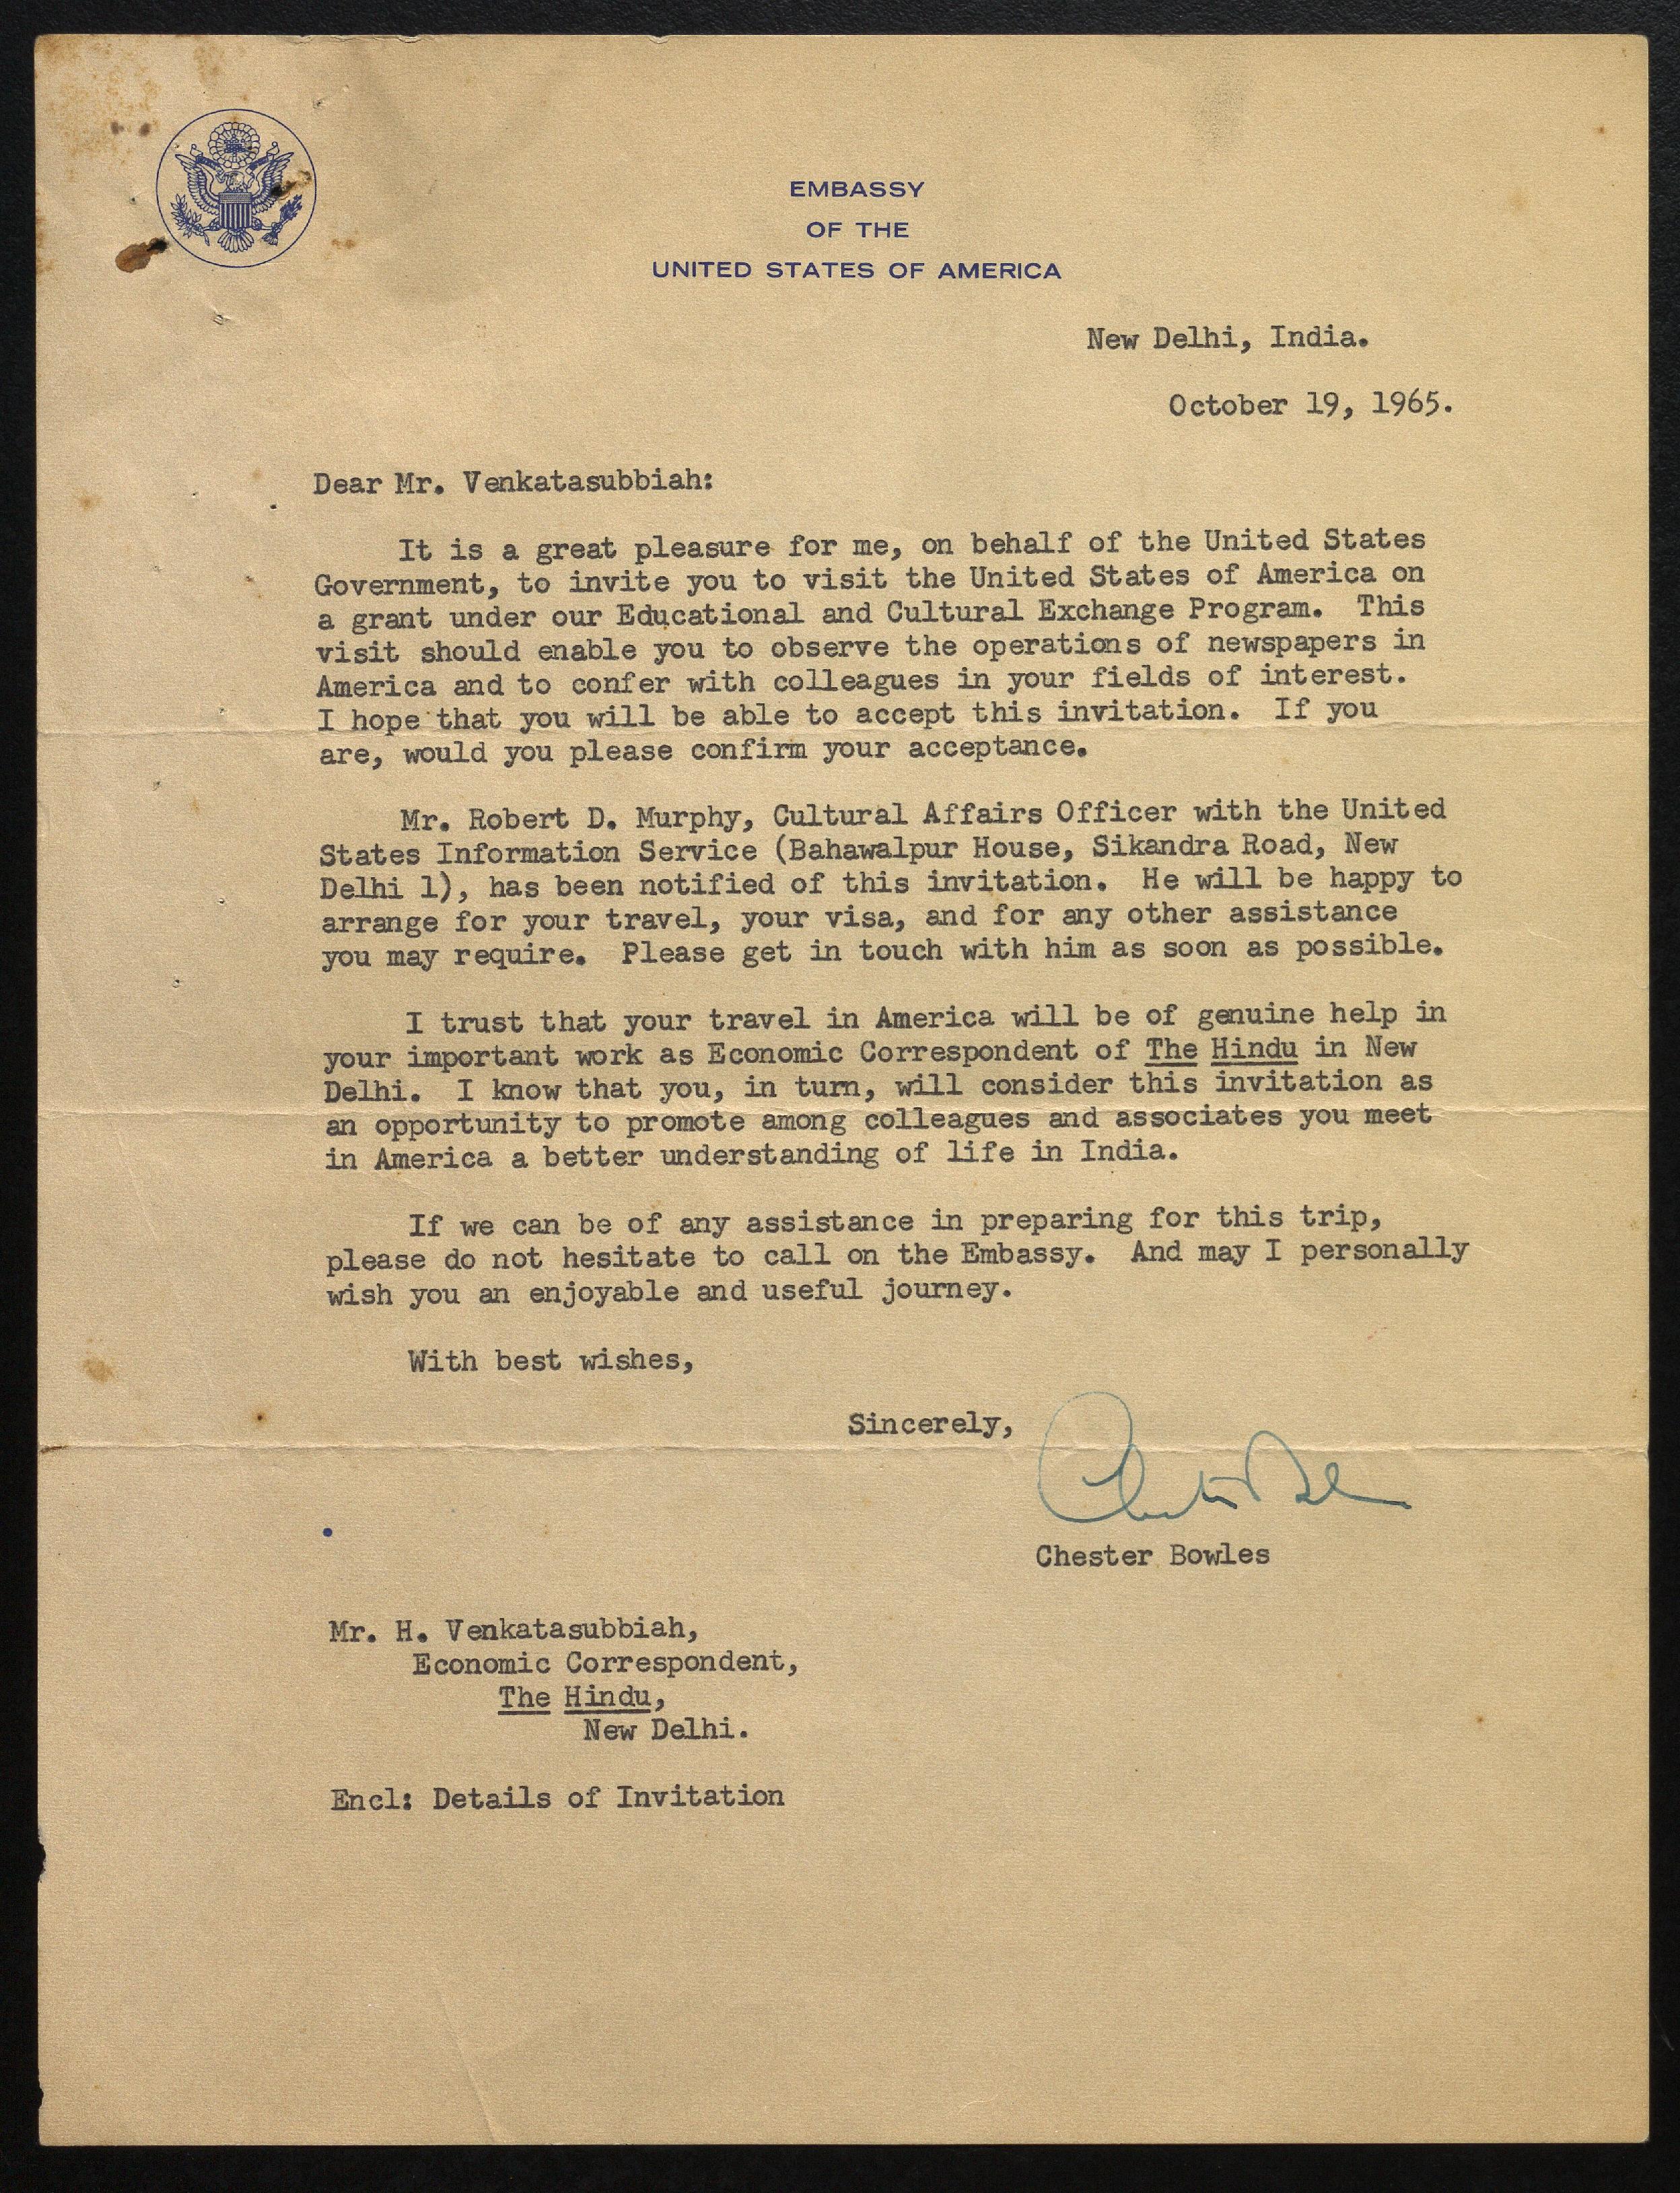 EMBASSY
OF THE
UNITED STATES OF AMERICA
New Delhi, India.
October 19, 1965.
Dear Mr. Venkatasubbiah:
It is a great pleasure for me, on behalf of the United States
Government, to invite you to visit the United States of America on
a grant under our Educational and Cultural Exchange Program. This
visit should enable you to observe the operations of newspapers in
America and to confer with colleagues in your fields of interest.
I hope that you will be able to accept this invitation. If you
are, would you please confirm your acceptance.
Mr. Robert D. Murphy, Cultural Affairs Officer with the United
States Information Service (Bahawalpur House, Sikandra Road, New
Delhi 1), has been notified of this invitation. He will be happy to
arrange for your travel, your visa, and for any other assistance
you may require. Please get in touch with him as soon as possible.
I trust that your travel in America will be of genuine help in
your important work as Economic Correspondent of The Hindu in New
Delhi. I know that you, in turn, will consider this invitation as
an opportunity to promote among colleagues and associates you meet
in America a better understanding of life in India.
If we can be of any assistance in preparing for this trip,
please do not hesitate to call on the Embassy. And may I personally
wish you an enjoyable and useful journey.
With best wishes,
Sincerely,
Chester Bowles
Mr. H. Venkatasubbiah,
Economic Correspondent,
The Hindu,
New Delhi.
Encl: Details of Invitation